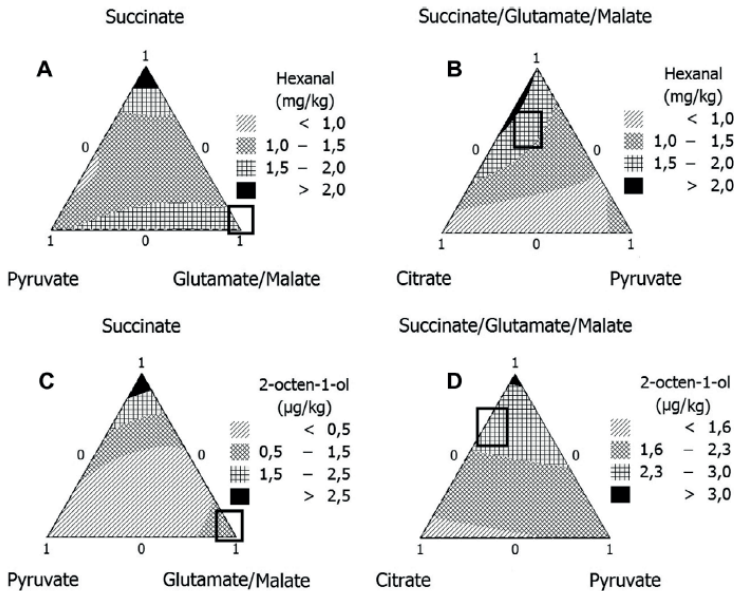 Succinate
A
1
0
0
1
0
1
Pyruvate
Glutamate/Malate
Hexanal
(mg/kg)
< 1,0
1,0 – 1,5
1,5 – 2,0
> 2,0
Succinate/Glutamate/Malate
B
1
0
0
1
0
1
Citrate
Pyruvate
Hexanal
(mg/kg)
< 1,0
1,0 – 1,5
1,5 – 2,0
> 2,0
Succinate
C
1
0
0
1
0
1
Pyruvate
Glutamate/Malate
2-octen-1-ol
(µg/kg)
< 0,5
0,5 – 1,5
1,5 – 2,5
> 2,5
Succinate/Glutamate/Malate
D
1
0
0
1
0
1
Citrate
Pyruvate
2-octen-1-ol
(µg/kg)
< 1,6
1,6 – 2,3
2,3 – 3,0
> 3,0